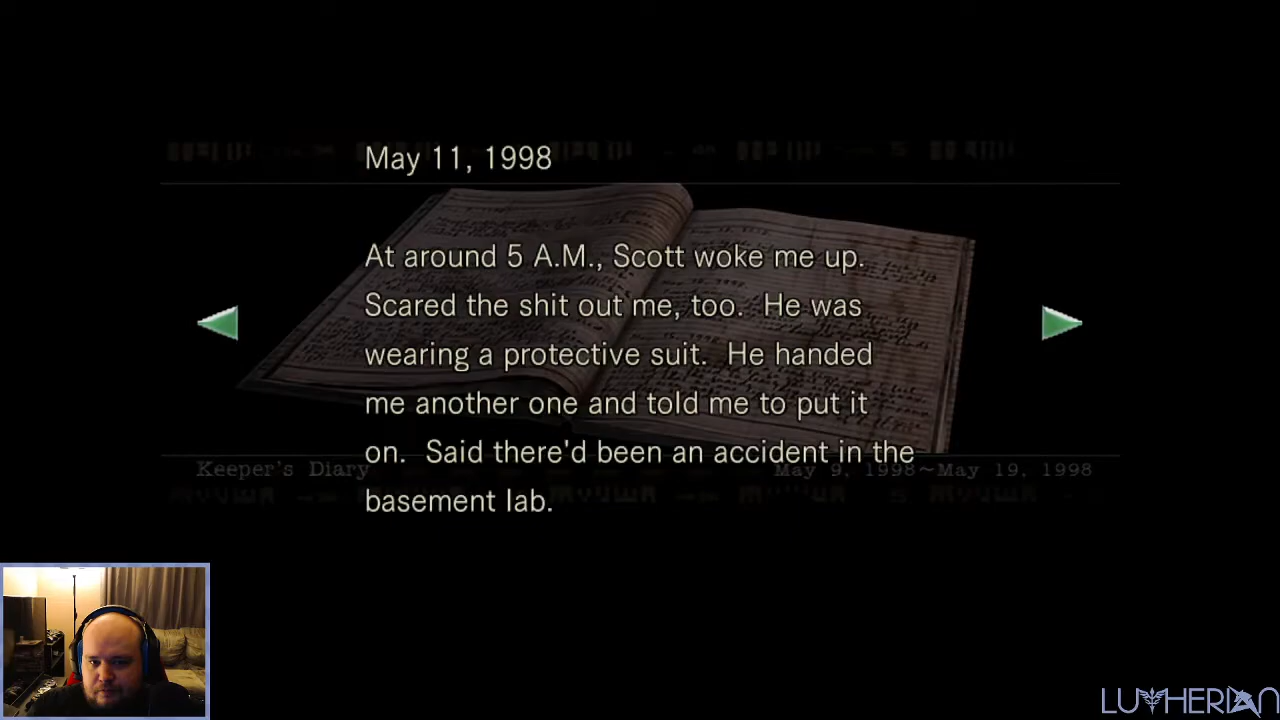 May 11, 1998
At around 5 A.M., Scott woke me up.
Scared the shit out me, too. He was
wearing a protective suit. He handed
me another one and told me to put it
on. Said there'd been an accident in the
basement lab.
Keeper's Diary
May 9, 1998~May 19, 1998
LUTHERIAN